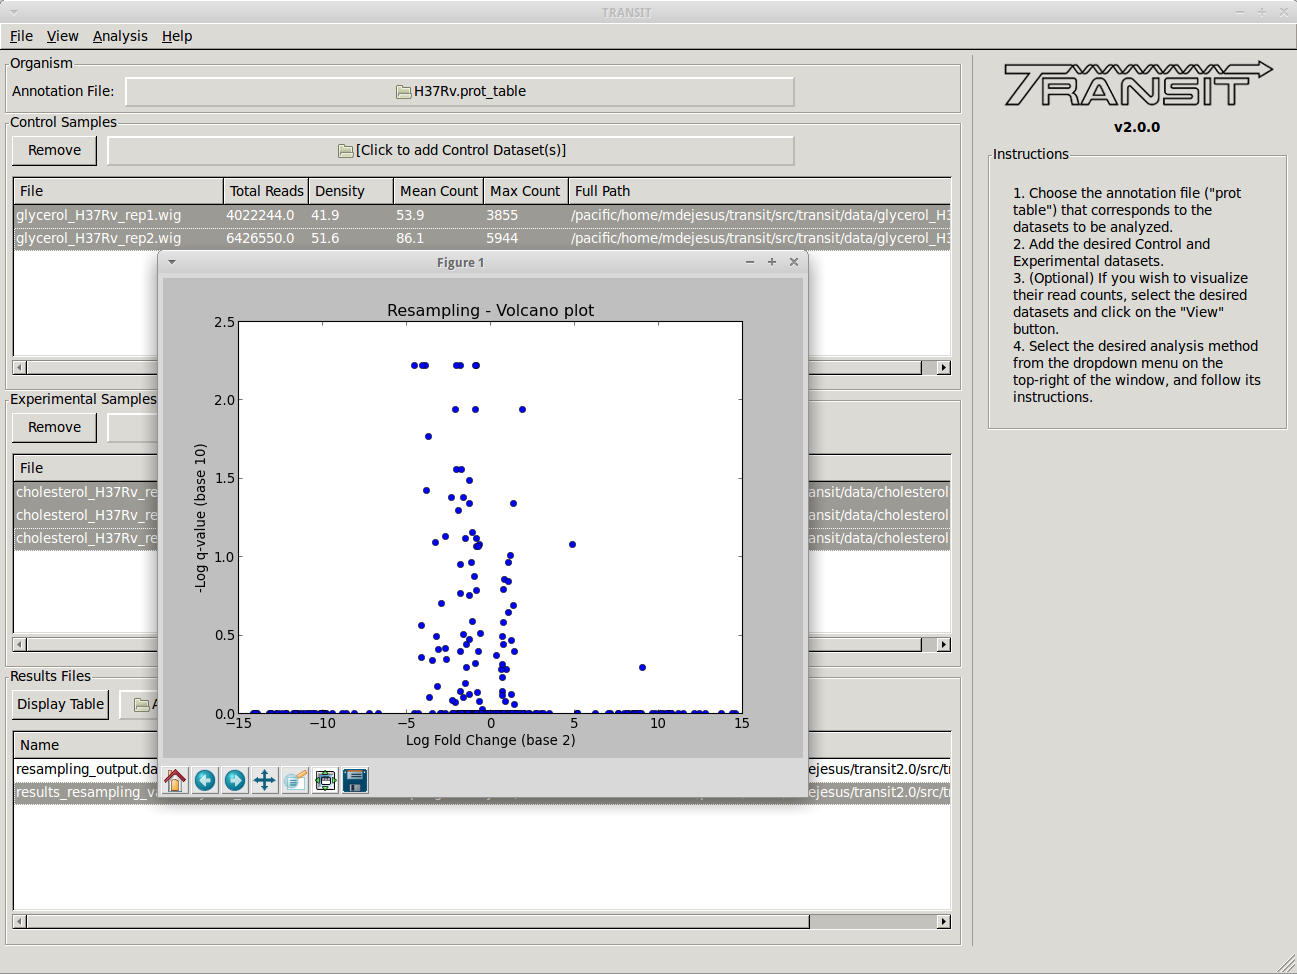 TRANSIT
File View Analysis Help
Organism
Annotation File: H37Rv.prot_table
Control Samples
Remove [Click to add Control Dataset(s)]
File Total Reads Density Mean Count Max Count Full Path
glycerol_H37Rv_rep1.wig 4022244.0 41.9 53.9 3855 /pacific/home/mdejesus/transit/src/transit/data/glycerol_H3
glycerol_H37Rv_rep2.wig 6426550.0 51.6 86.1 5944 /pacific/home/mdejesus/transit/src/transit/data/glycerol_H3
Experimental Samples
Remove
File
cholesterol_H37Rv_re ansit/data/cholesterol
cholesterol_H37Rv_re ansit/data/cholesterol
cholesterol_H37Rv_re ansit/data/cholesterol
Results Files
Display Table
Name
resampling_output.da ejesus/transit2.0/src/t
results_resampling_v ejesus/transit2.0/src/t
Figure 1
Resampling - Volcano plot
-Log q-value (base 10)
2.5
2.0
1.5
1.0
0.5
0.0
−15 −10 −5 0 5 10 15
Log Fold Change (base 2)
TRANSIT
v2.0.0
Instructions
1. Choose the annotation file ("prot
table") that corresponds to the
datasets to be analyzed.
2. Add the desired Control and
Experimental datasets.
3. (Optional) If you wish to visualize
their read counts, select the desired
datasets and click on the "View"
button.
4. Select the desired analysis method
from the dropdown menu on the
top-right of the window, and follow its
instructions.